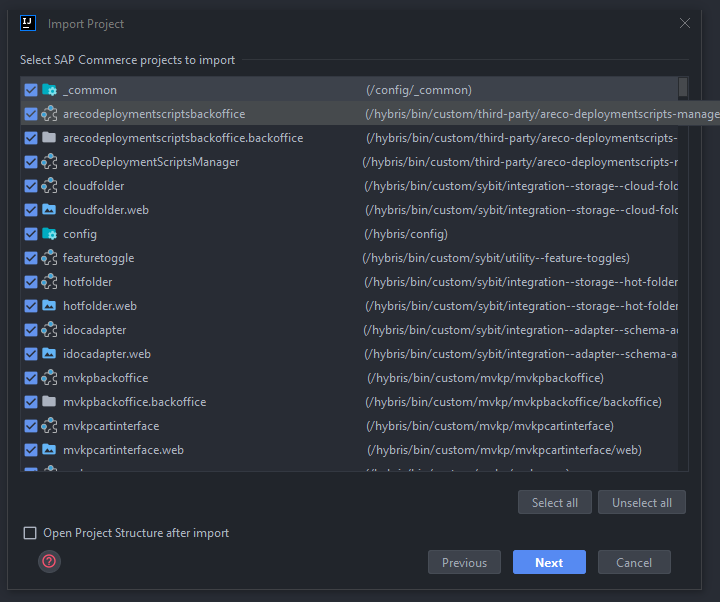 IJ
Import Project
Select SAP Commerce projects to import
_common (/config/_common)
arecodeploymentscriptsbackoffice (/hybris/bin/custom/third-party/areco-deploymentscripts-manage
arecodeploymentscriptsbackoffice.backoffice (/hybris/bin/custom/third-party/areco-deploymentscripts-
arecoDeploymentScriptsManager (/hybris/bin/custom/third-party/areco-deploymentscripts-r
cloudfolder (/hybris/bin/custom/sybit/integration--storage--cloud-fold
cloudfolder.web (/hybris/bin/custom/sybit/integration--storage--cloud-fold
config (/hybris/config)
featuretoggle (/hybris/bin/custom/sybit/utility--feature-toggles)
hotfolder (/hybris/bin/custom/sybit/integration--storage--hot-folder
hotfolder.web (/hybris/bin/custom/sybit/integration--storage--hot-folder
idocadapter (/hybris/bin/custom/sybit/integration--adapter--schema-a
idocadapter.web (/hybris/bin/custom/sybit/integration--adapter--schema-a
mvkpbackoffice (/hybris/bin/custom/mvkp/mvkpbackoffice)
mvkpbackoffice.backoffice (/hybris/bin/custom/mvkp/mvkpbackoffice/backoffice)
mvkpcartinterface (/hybris/bin/custom/mvkp/mvkpcartinterface)
mvkpcartinterface.web (/hybris/bin/custom/mvkp/mvkpcartinterface/web)
Select all Unselect all
Open Project Structure after import
? Previous Next Cancel